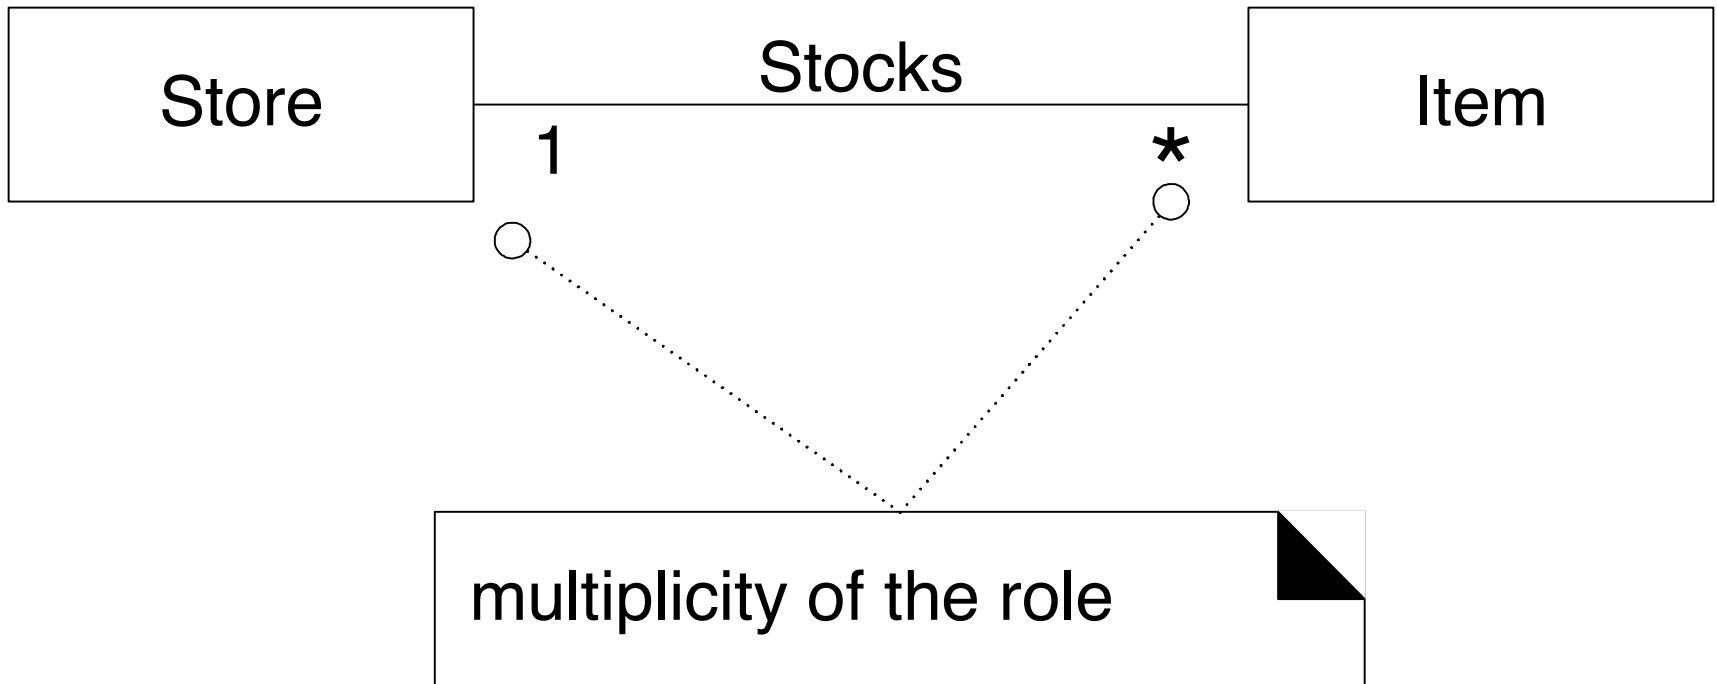 Stocks
Store
Item
1
*
multiplicity of the role